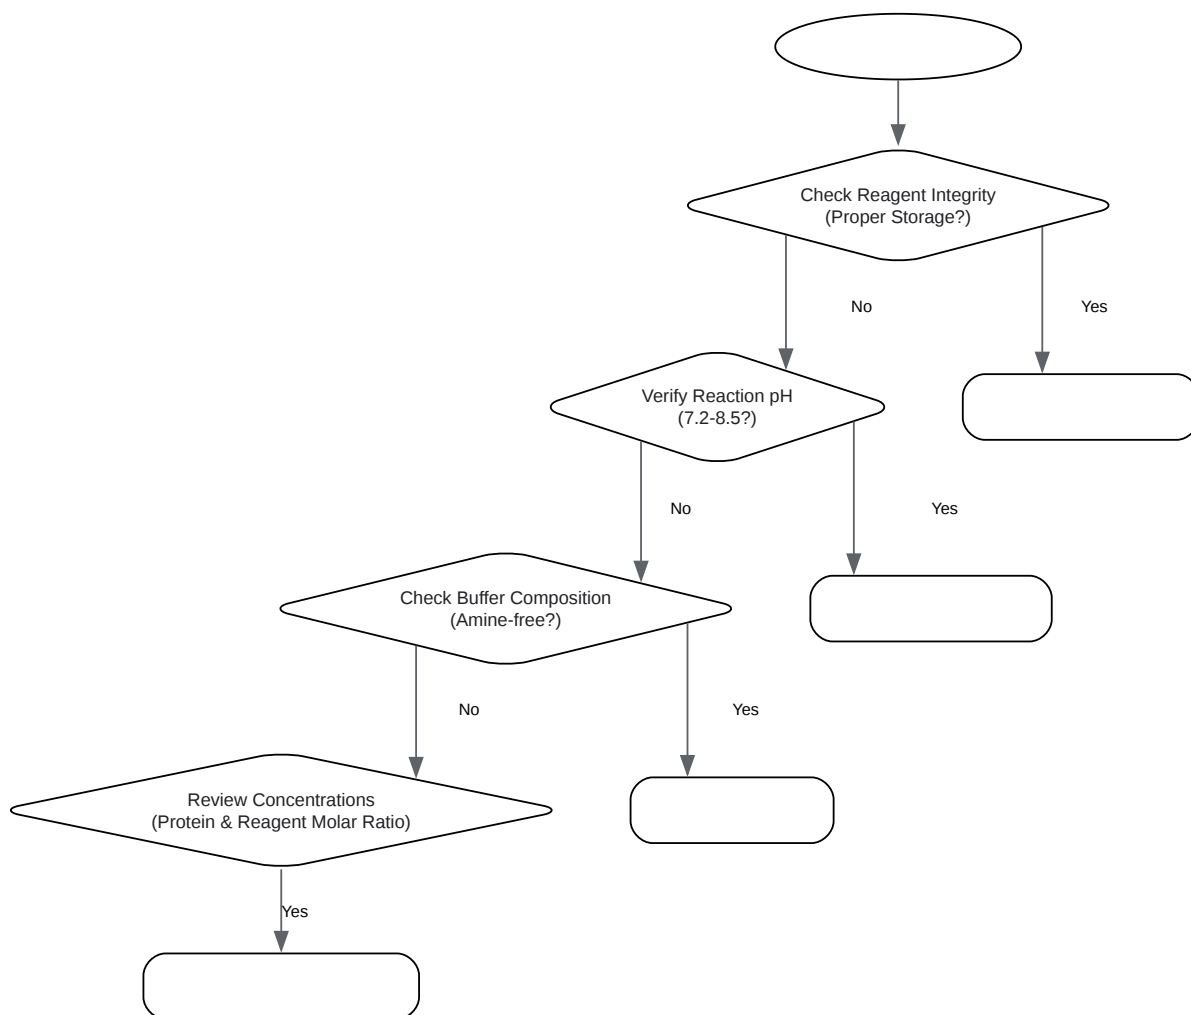 Check Reagent Integrity
(Proper Storage?)
No
Yes
Verify Reaction pH
(7.2-8.5?)
No
Yes
Check Buffer Composition
(Amine-free?)
No
Yes
Review Concentrations
(Protein & Reagent Molar Ratio)
Yes